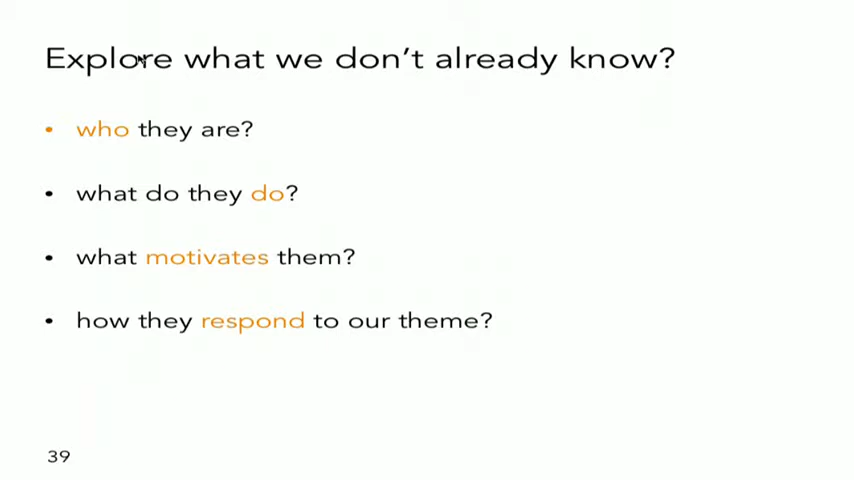 Explore what we don't already know?
• who they are?
• what do they do?
• what motivates them?
• how they respond to our theme?
39